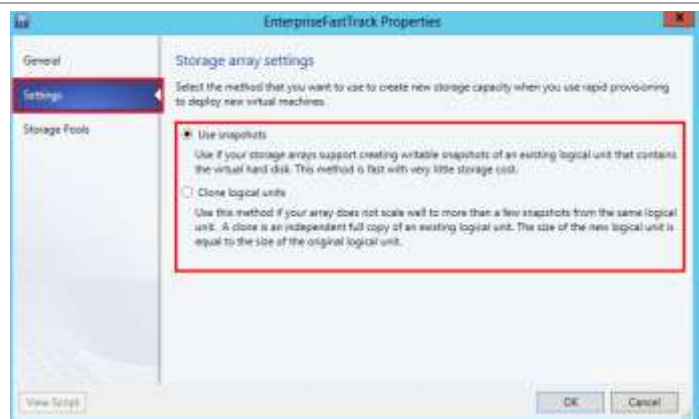 EnterpriseFastTrack Properties
General
Settings
Storage Pools
Storage array settings
Select the method that you want to use to create new storage capacity when you use rapid provisioning
to deploy new virtual machines.
Use snapshots
Use if your storage arrays support creating writable snapshots of an existing logical unit that contains
the virtual hard disk. This method is fast with very little storage cost.
Clone logical units
Use this method if your array does not scale well to more than a few snapshots from the same logical
unit. A clone is an independent full copy of an existing logical unit. The size of the new logical unit is
equal to the size of the original logical unit.
View Script
OK
Cancel